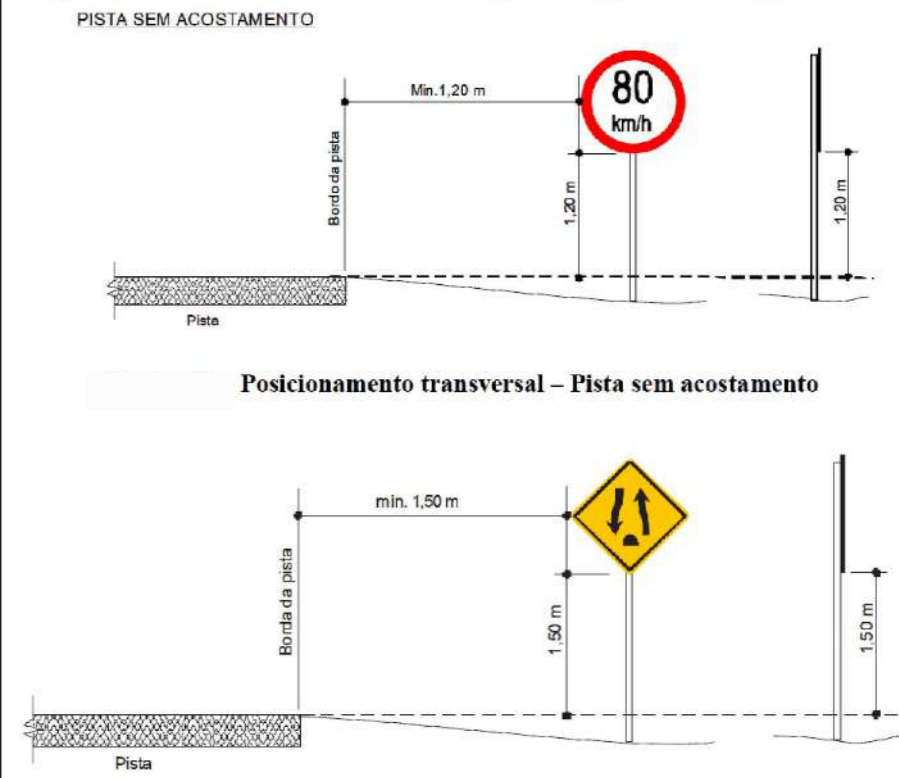 PISTA SEM ACOSTAMENTO
Min.1,20 m
80
km/h
Bordo da pista
1,20 m
1,20 m
Pista
Posicionamento transversal – Pista sem acostamento
min. 1,50 m
Borda da pista
1,50 m
1,50 m
Pista